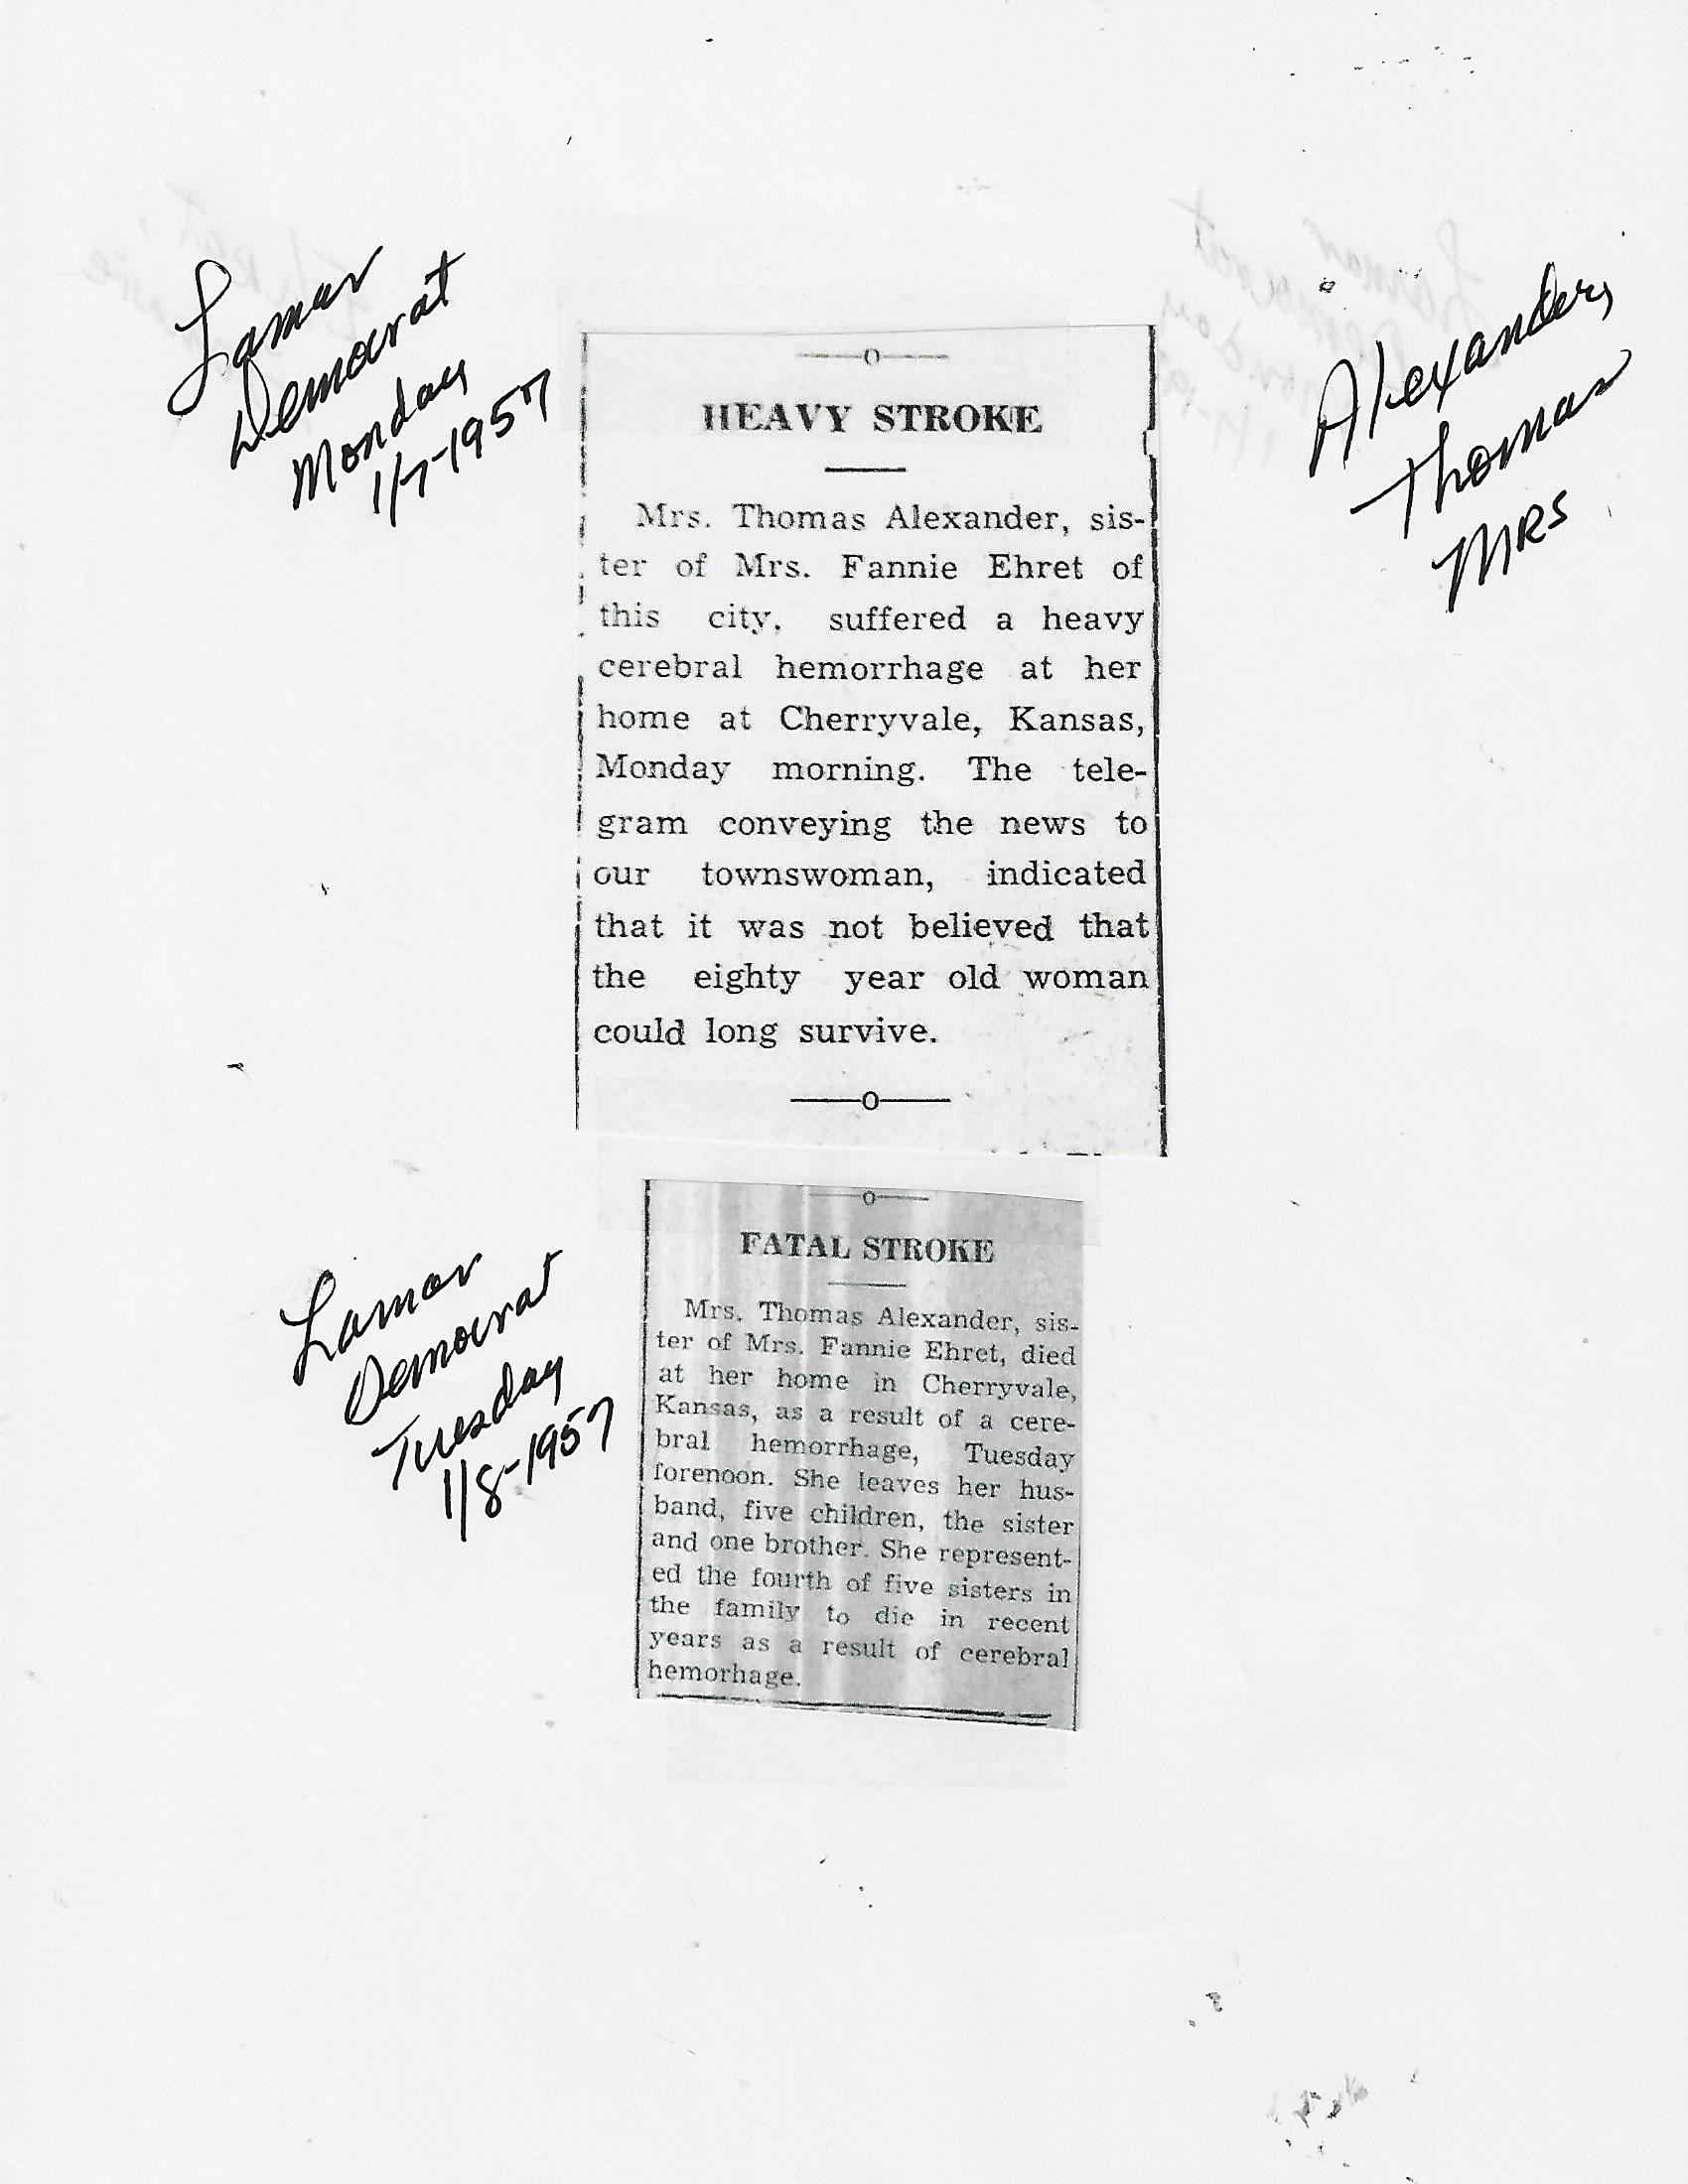 Lamar
Democrat
Monday
1/7-1957
Alexander,
Thomas
MRS
HEAVY STROKE
Mrs. Thomas Alexander, sis-
ter of Mrs. Fannie Ehret of
this city, suffered a heavy
cerebral hemorrhage at her
home at Cherryvale, Kansas,
Monday morning. The tele-
gram conveying the news to
our townswoman, indicated
that it was not believed that
the eighty year old woman
could long survive.
Lamar
Democrat
Tuesday
1/8-1957
FATAL STROKE
Mrs. Thomas Alexander, sis-
ter of Mrs. Fannie Ehret, died
at her home in Cherryvale,
Kansas, as a result of a cere-
bral hemorrhage, Tuesday
forenoon. She leaves her hus-
band, five children, the sister
and one brother. She represent-
ed the fourth of five sisters in
the family to die in recent
years as a result of cerebral
hemorhage.